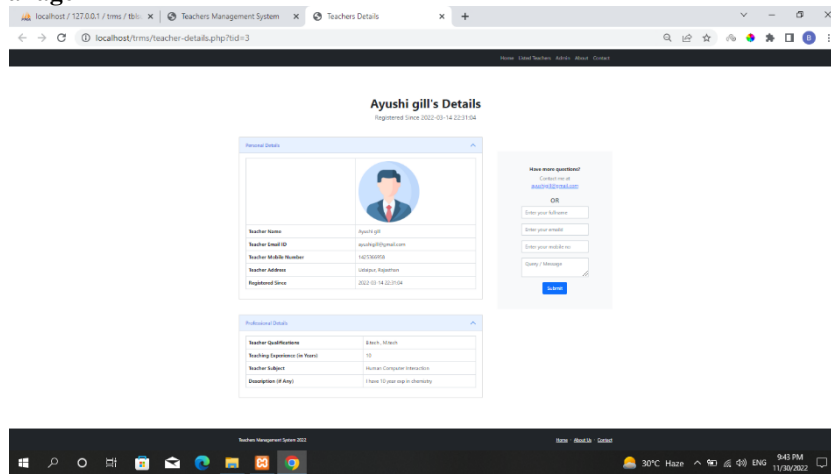 localhost / 127.0.0.1 / trms / tblu
Teachers Management System
Teachers Details
localhost/trms/teacher-details.php?tid=3
Home Listed Teachers Admin About Contact
Ayushi gill's Details
Registered Since 2022-03-14 22:31:04
Personal Details
Teacher Name Ayushi gill
Teacher Email ID ayushigill@gmail.com
Teacher Mobile Number
Teacher Address Udaipur, Rajasthan
Registered Since 2022-03-14 22:31:04
Have more questions?
Contact me at
ayushigill@gmail.com
OR
Enter your fullname
Enter your emailid
Enter your mobile no
Query / Message
Submit
Professional Details
Teacher Qualifications B.tech , M.tech
Teaching Experience (in Years) 10
Teacher Subject Human Computer Interaction
Description (if Any) I have 10 year exp in chemistry
Teachers Management System 2022
Home · About Us · Contact
30°C Haze ENG 9:43 PM
11/30/2022